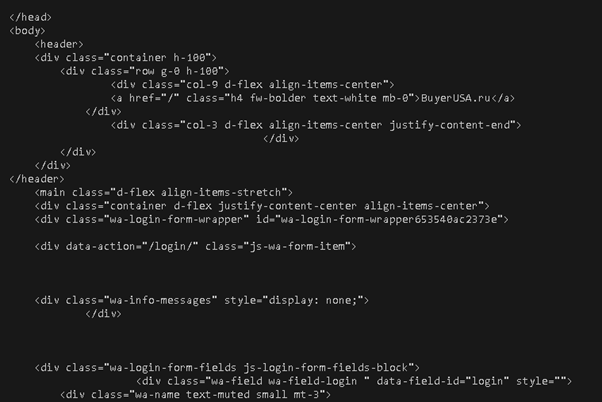 </head>
<body>
<header>
<div class="container h-100">
<div class="row g-0 h-100">
<div class="col-9 d-flex align-items-center">
<a href="/" class="h4 fw-bolder text-white mb-0">BuyerUSA.ru</a>
</div>
<div class="col-3 d-flex align-items-center justify-content-end">
</div>
</div>
</div>
</header>
<main class="d-flex align-items-stretch">
<div class="container d-flex justify-content-center align-items-center">
<div class="wa-login-form-wrapper" id="wa-login-form-wrapper653540ac2373e">
<div data-action="/login/" class="js-wa-form-item">
<div class="wa-info-messages" style="display: none;">
</div>
<div class="wa-login-form-fields js-login-form-fields-block">
<div class="wa-field wa-field-login " data-field-id="login" style="">
<div class="wa-name text-muted small mt-3">